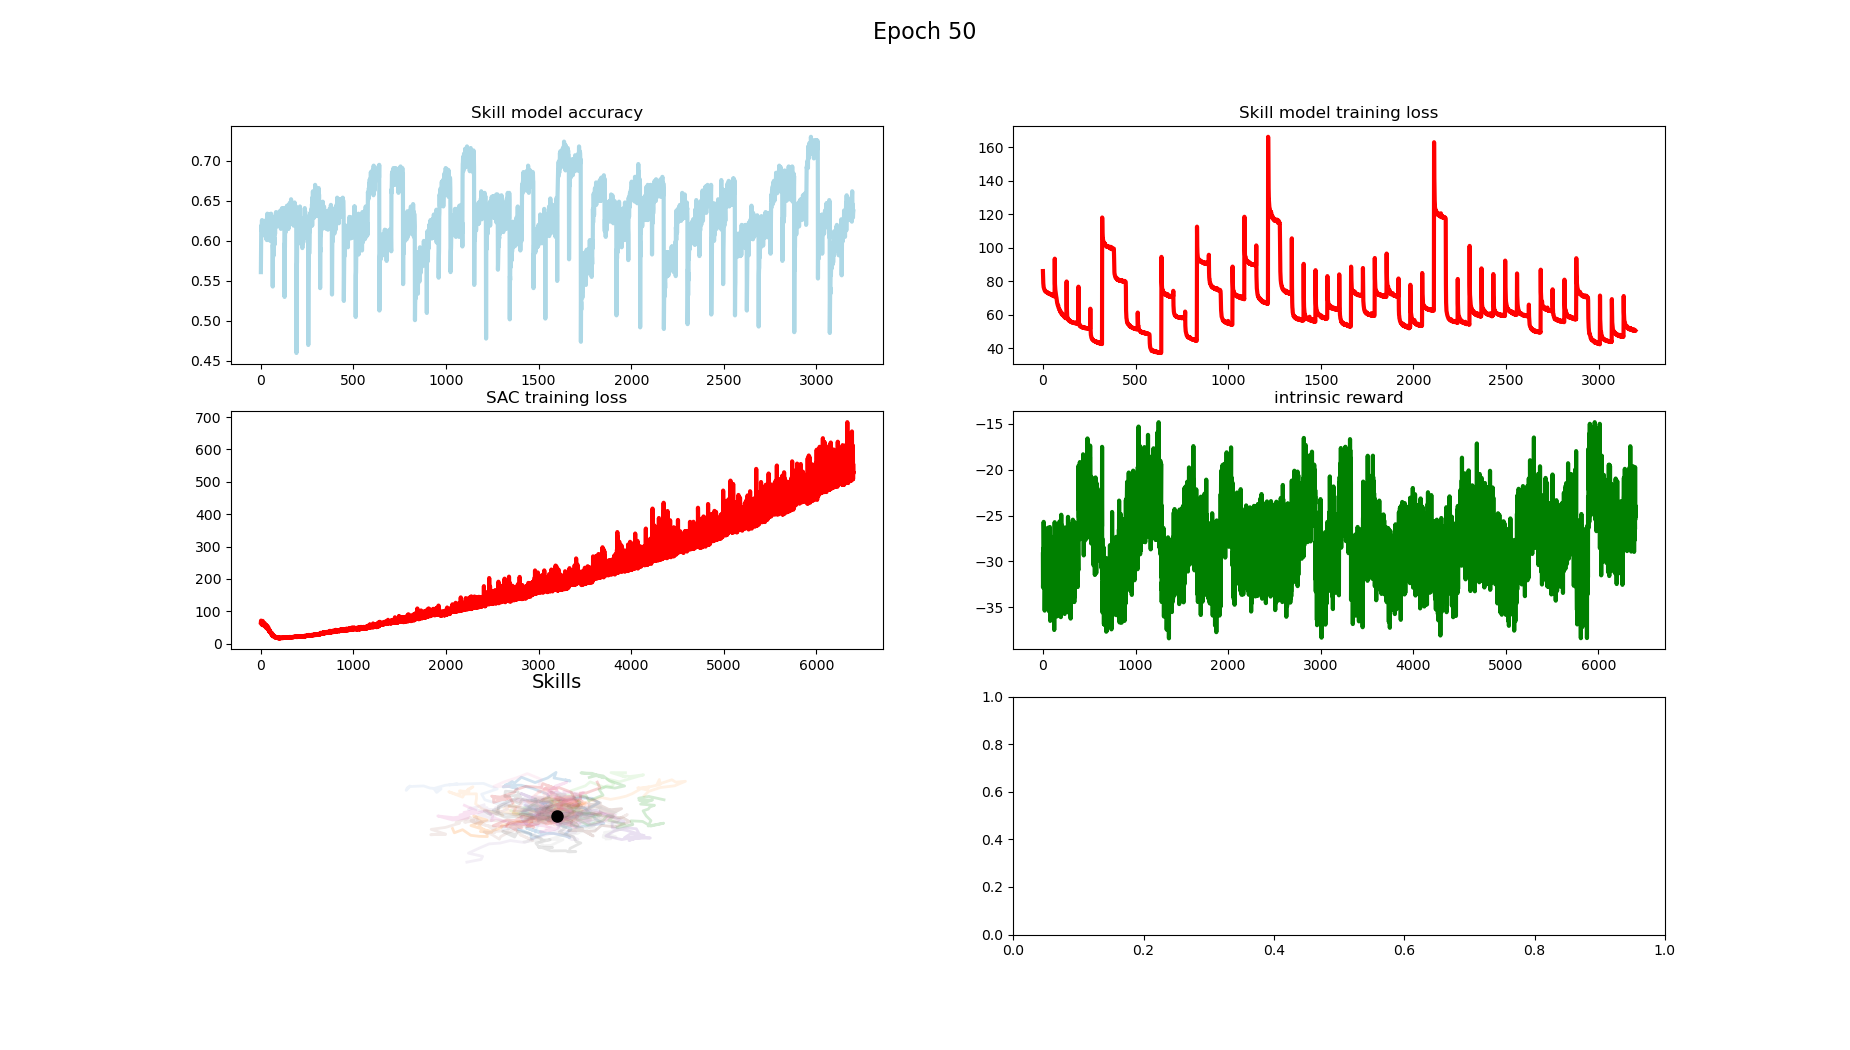 Epoch 50
Skill model accuracy
0.70
0.65
0.60
0.55
0.50
0.45
0 500 1000 1500 2000 2500 3000
Skill model training loss
160
140
120
100
80
60
40
0 500 1000 1500 2000 2500 3000
SAC training loss
700
600
500
400
300
200
100
0
0 1000 2000 3000 4000 5000 6000
intrinsic reward
−15
−20
−25
−30
−35
0 1000 2000 3000 4000 5000 6000
Skills
1.0
0.8
0.6
0.4
0.2
0.0
0.0 0.2 0.4 0.6 0.8 1.0